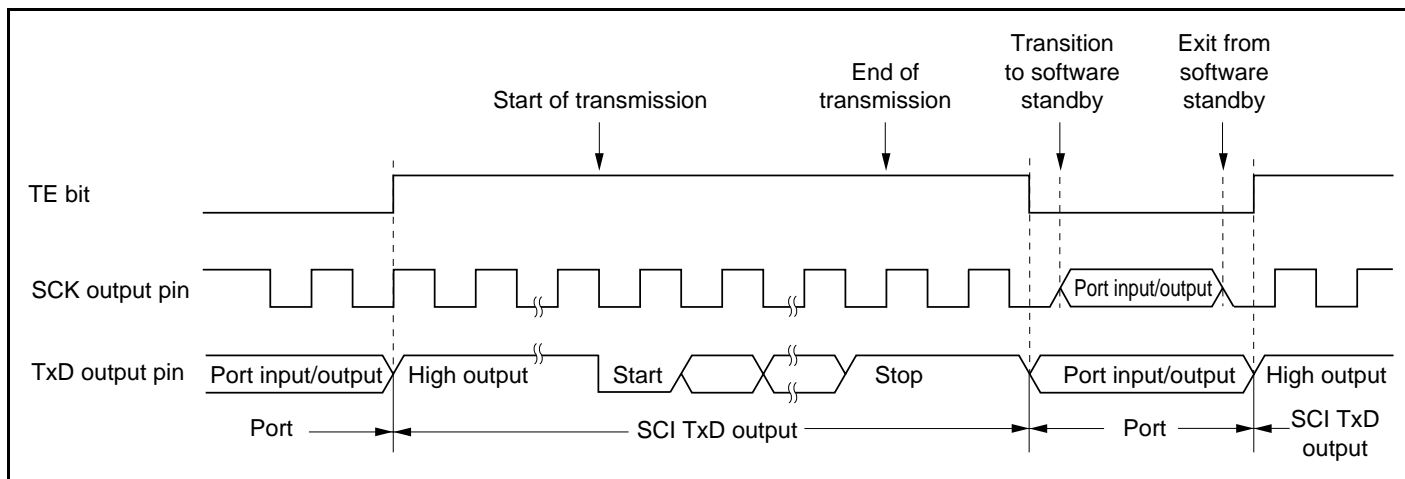 Transition
to software
standby
Exit from
software
standby
End of
transmission
Start of transmission
TE bit
SCK output pin
Port input/output
TxD output pin
Port input/output
High output
Start
Stop
Port input/output
High output
Port
SCI TxD output
Port
SCI TxD
output